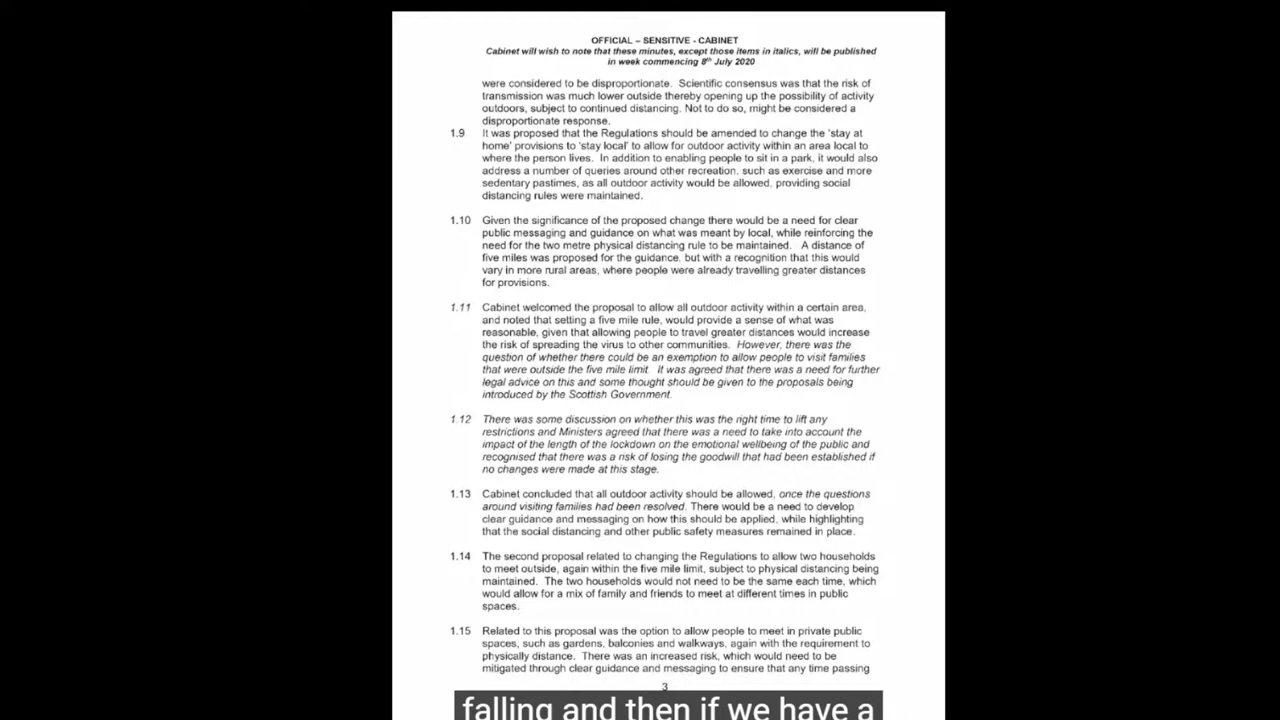 OFFICIAL – SENSITIVE - CABINET
Cabinet will wish to note that these minutes, except those items in italics, will be published
in week commencing 8th July 2020
were considered to be disproportionate. Scientific consensus was that the risk of
transmission was much lower outside thereby opening up the possibility of activity
outdoors, subject to continued distancing. Not to do so, might be considered a
disproportionate response.
1.9 It was proposed that the Regulations should be amended to change the 'stay at
home' provisions to 'stay local' to allow for outdoor activity within an area local to
where the person lives. In addition to enabling people to sit in a park, it would also
address a number of queries around other recreation, such as exercise and more
sedentary pastimes, as all outdoor activity would be allowed, providing social
distancing rules were maintained.
1.10 Given the significance of the proposed change there would be a need for clear
public messaging and guidance on what was meant by local, while reinforcing the
need for the two metre physical distancing rule to be maintained. A distance of
five miles was proposed for the guidance, but with a recognition that this would
vary in more rural areas, where people were already travelling greater distances
for provisions.
1.11 Cabinet welcomed the proposal to allow all outdoor activity within a certain area,
and noted that setting a five mile rule, would provide a sense of what was
reasonable, given that allowing people to travel greater distances would increase
the risk of spreading the virus to other communities. However, there was the
question of whether there could be an exemption to allow people to visit families
that were outside the five mile limit. It was agreed that there was a need for further
legal advice on this and some thought should be given to the proposals being
introduced by the Scottish Government.
1.12 There was some discussion on whether this was the right time to lift any
restrictions and Ministers agreed that there was a need to take into account the
impact of the length of the lockdown on the emotional wellbeing of the public and
recognised that there was a risk of losing the goodwill that had been established if
no changes were made at this stage.
1.13 Cabinet concluded that all outdoor activity should be allowed, once the questions
around visiting families had been resolved. There would be a need to develop
clear guidance and messaging on how this should be applied, while highlighting
that the social distancing and other public safety measures remained in place.
1.14 The second proposal related to changing the Regulations to allow two households
to meet outside, again within the five mile limit, subject to physical distancing being
maintained. The two households would not need to be the same each time, which
would allow for a mix of family and friends to meet at different times in public
spaces.
1.15 Related to this proposal was the option to allow people to meet in private public
spaces, such as gardens, balconies and walkways, again with the requirement to
physically distance. There was an increased risk, which would need to be
mitigated through clear guidance and messaging to ensure that any time passing
3
falling and then if we have a